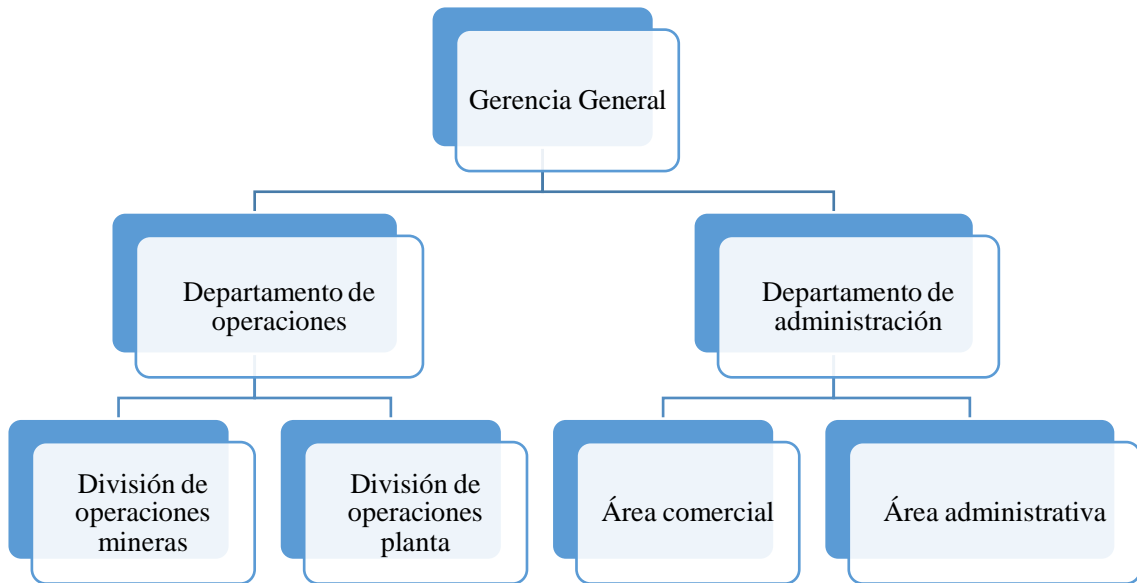 Gerencia General
Departamento de
operaciones
Departamento de
administración
División de
operaciones
mineras
División de
operaciones
planta
Área comercial
Área administrativa